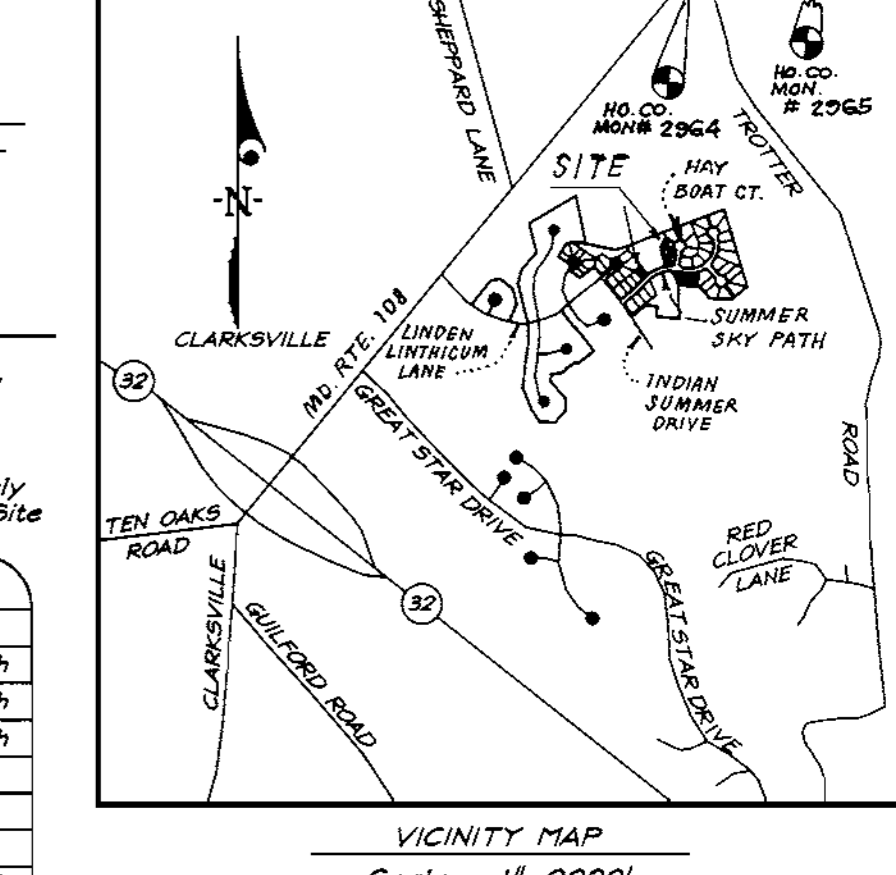 SHEPPARD LANE
HO. CO.
MON.
# 2965
HO. CO.
MON# 2964
TROTTER
SITE
HAY
BOAT CT.
-N-
CLARKSVILLE
MD. RTE. 108
LINDEN
LINTHICUM
LANE
SUMMER
SKY PATH
INDIAN
SUMMER
DRIVE
32
GREAT STAR DRIVE
ROAD
TEN OAKS
ROAD
RED
CLOVER
LANE
GREAT STAR DRIVE
32
CLARKSVILLE
GUILFORD ROAD
ly
Site
h
h
h
VICINITY MAP